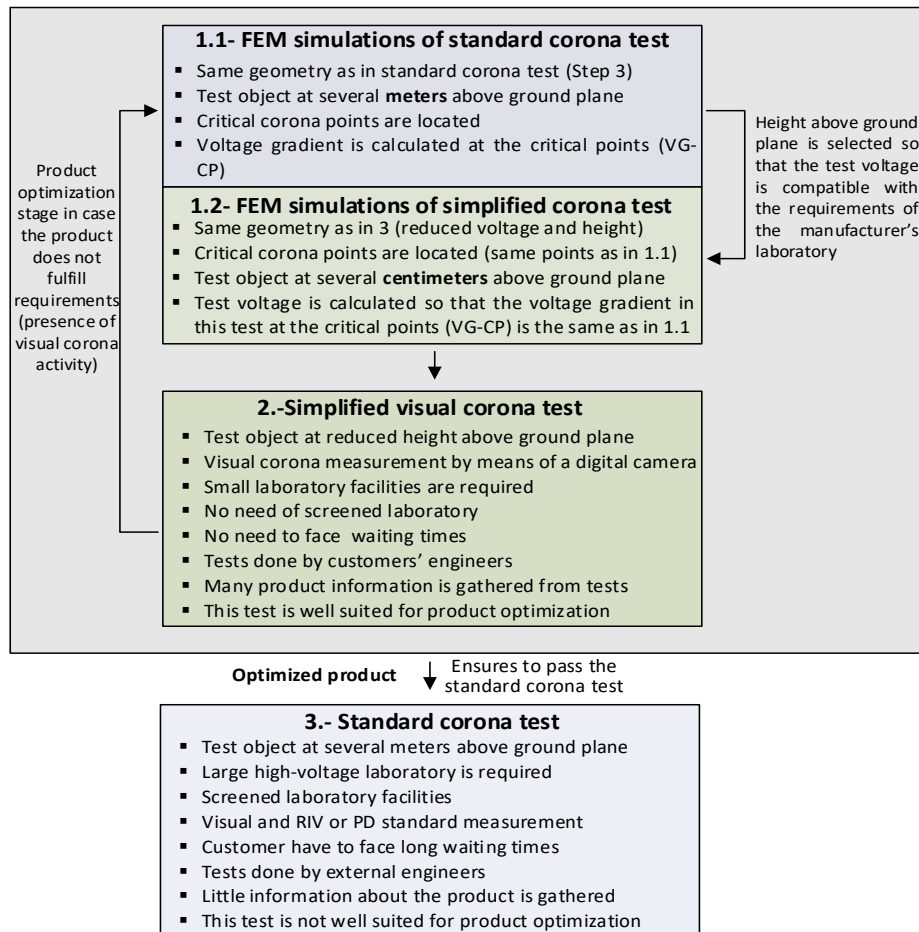 1.1- FEM simulations of standard corona test
▪ Same geometry as in standard corona test (Step 3)
▪ Test object at several meters above ground plane
▪ Critical corona points are located
▪ Voltage gradient is calculated at the critical points (VG-
CP)
Height above ground
plane is selected so
that the test voltage
is compatible with
the requirements of
the manufacturer's
laboratory
Product
optimization
stage in case
the product
does not
fulfill
requirements
(presence of
visual corona
activity)
1.2- FEM simulations of simplified corona test
▪ Same geometry as in 3 (reduced voltage and height)
▪ Critical corona points are located (same points as in 1.1)
▪ Test object at several centimeters above ground plane
▪ Test voltage is calculated so that the voltage gradient in
this test at the critical points (VG-CP) is the same as in 1.1
2.-Simplified visual corona test
▪ Test object at reduced height above ground plane
▪ Visual corona measurement by means of a digital camera
▪ Small laboratory facilities are required
▪ No need of screened laboratory
▪ No need to face waiting times
▪ Tests done by customers' engineers
▪ Many product information is gathered from tests
▪ This test is well suited for product optimization
Optimized product
Ensures to pass the
standard corona test
3.- Standard corona test
▪ Test object at several meters above ground plane
▪ Large high-voltage laboratory is required
▪ Screened laboratory facilities
▪ Visual and RIV or PD standard measurement
▪ Customer have to face long waiting times
▪ Tests done by external engineers
▪ Little information about the product is gathered
▪ This test is not well suited for product optimization